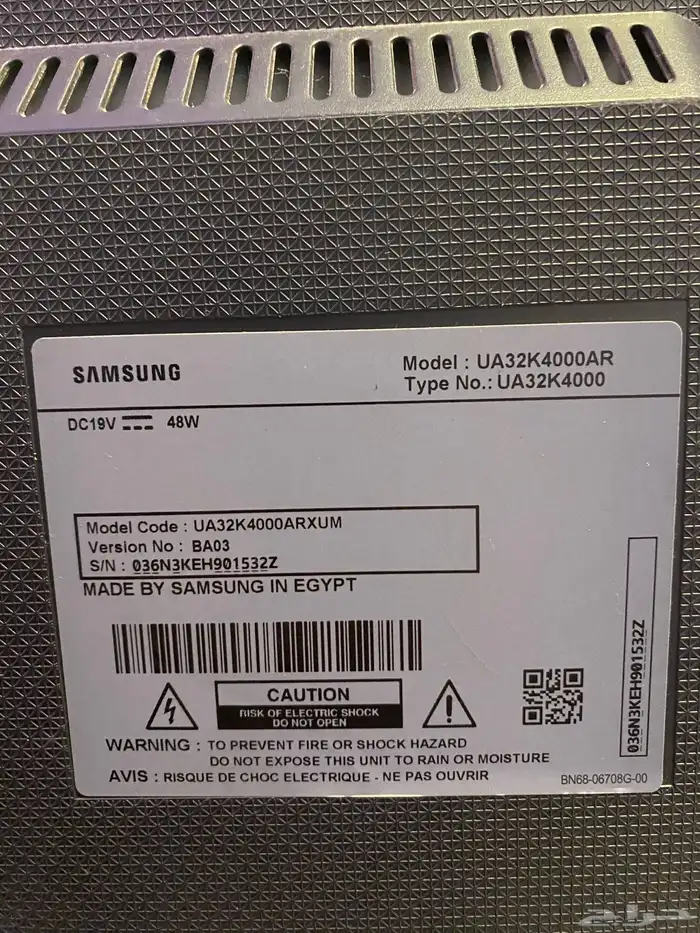 SAMSUNG
Model : UA32K4000AR
Type No.: UA32K4000
DC19V 48W
Model Code : UA32K4000ARXUM
Version No : BA03
S/N : 036N3KEH901532Z
MADE BY SAMSUNG IN EGYPT
CAUTION
RISK OF ELECTRIC SHOCK
DO NOT OPEN
WARNING : TO PREVENT FIRE OR SHOCK HAZARD
DO NOT EXPOSE THIS UNIT TO RAIN OR MOISTURE
AVIS : RISQUE DE CHOC ELECTRIQUE - NE PAS OUVRIR
BN68-06708G-00
036N3KEH901532Z
حراج